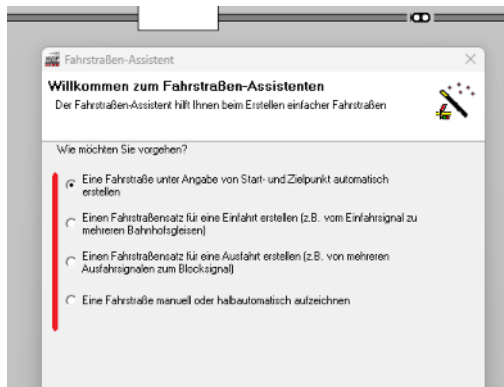 Fahrstraßen-Assistent
Willkommen zum Fahrstraßen-Assistenten
Der Fahrstraßen-Assistent hilft Ihnen beim Erstellen einfacher Fahrstraßen
Wie möchten Sie vorgehen?
Eine Fahrstraße unter Angabe von Start- und Zielpunkt automatisch
erstellen
Einen Fahrstraßensatz für eine Einfahrt erstellen (z.B. vom Einfahrsignal zu
mehreren Bahnhofsgleisen)
Einen Fahrstraßensatz für eine Ausfahrt erstellen (z.B. von mehreren
Ausfahrsignalen zum Blocksignal)
Eine Fahrstraße manuell oder halbautomatisch aufzeichnen